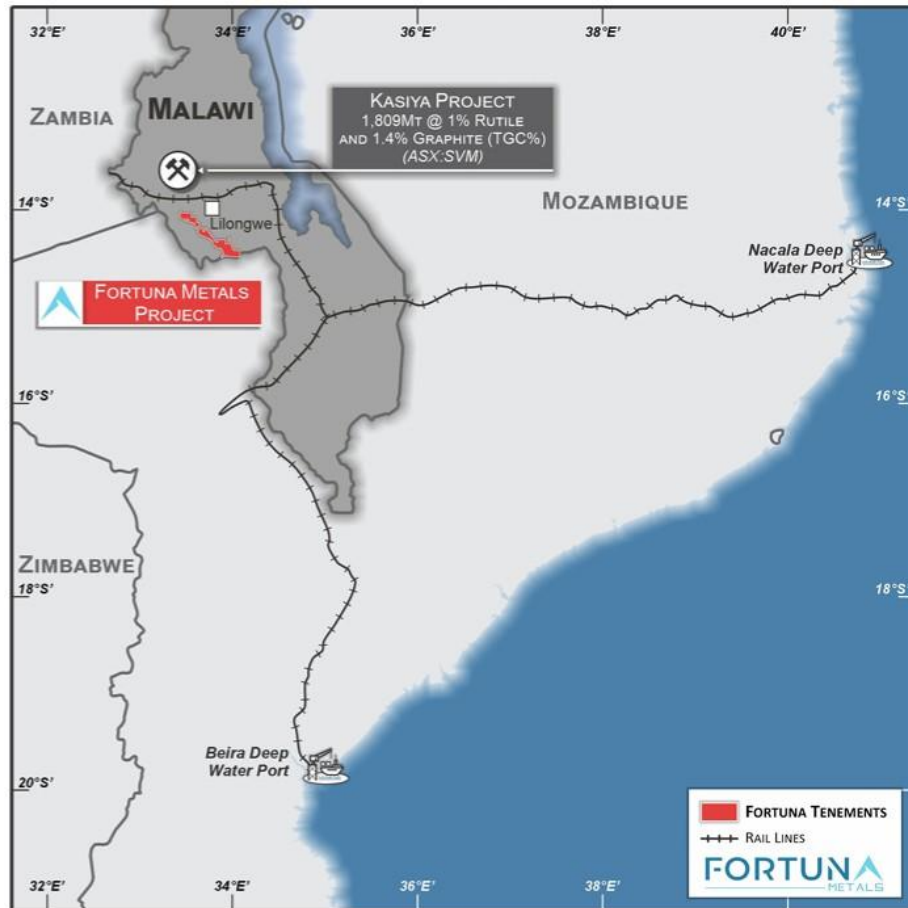 32°E’
34°E’
36°E’
38°E’
40°E’
ZAMBIA
MALAWI
KASIYA PROJECT
1,809MT @ 1% RUTILE
AND 1.4% GRAPHITE (TGC%)
(ASX:SVM)
14°S’
14°S’
Lilongwe
MOZAMBIQUE
Nacala Deep
Water Port
FORTUNA METALS
PROJECT
16°S’
16°S’
ZIMBABWE
18°S’
18°S’
Beira Deep
Water Port
20°S’
FORTUNA TENEMENTS
RAIL LINES
FORTUNA
METALS
32°E’
34°E’
36°E’
38°E’